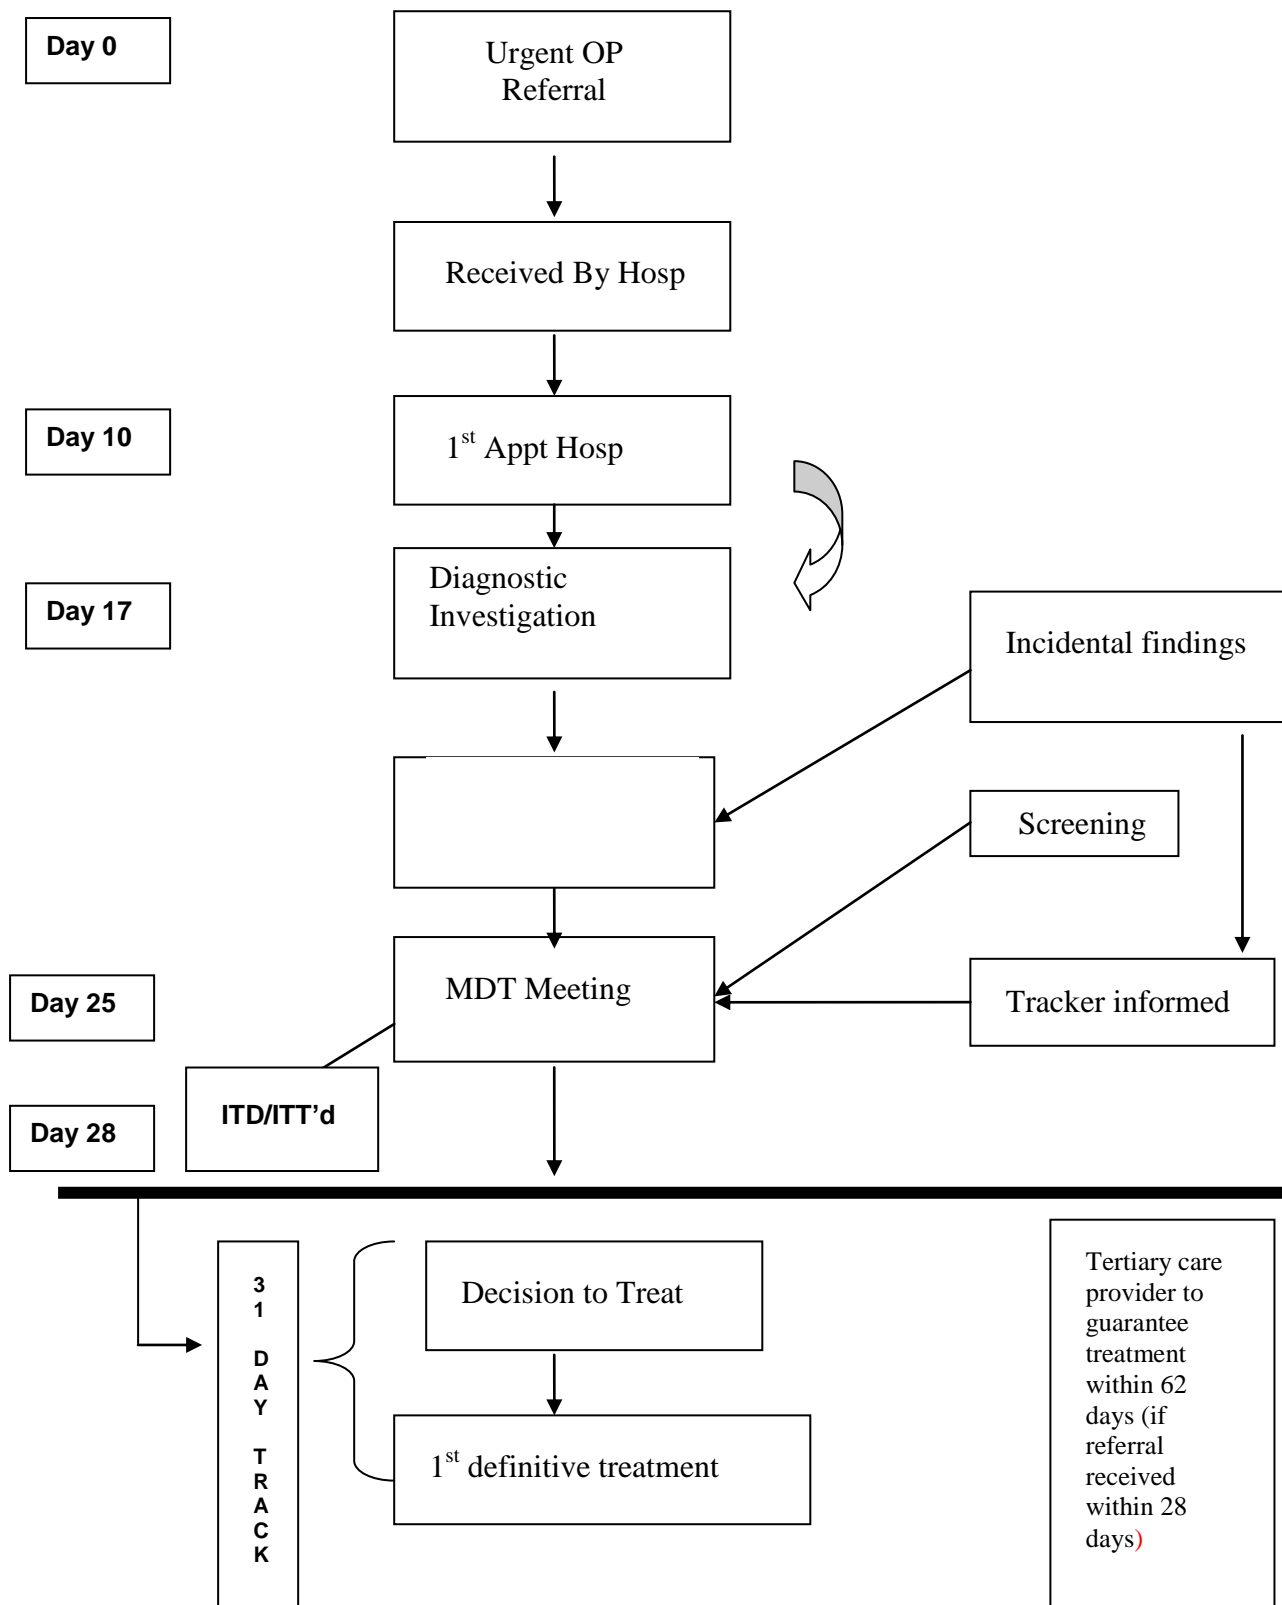 Day 0
Urgent OP
Referral
Received By Hosp
Day 10
1st Appt Hosp
Day 17
Diagnostic
Investigation
Incidental findings
Screening
Day 25
MDT Meeting
Tracker informed
ITD/ITT’d
Day 28
3
1
D
A
Y
T
R
A
C
K
Decision to Treat
1st definitive treatment
Tertiary care
provider to
guarantee
treatment
within 62
days (if
referral
received
within 28
days)